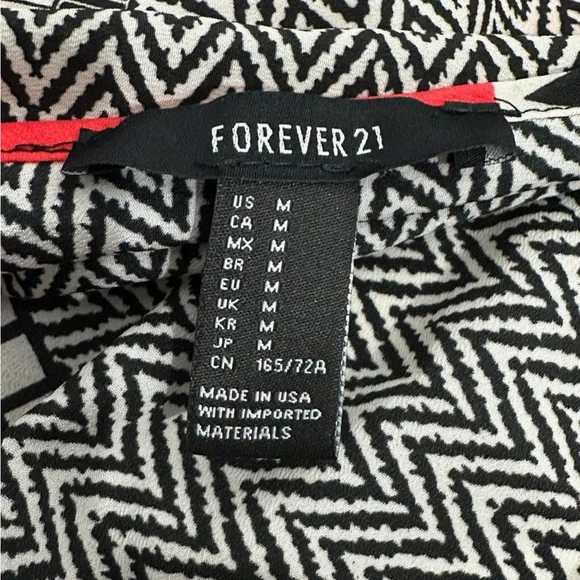 FOREVER 21
US M
CA M
MX M
BR M
EU M
UK M
KR M
JP M
CN 165/72A
MADE IN USA
WITH IMPORTED
MATERIALS